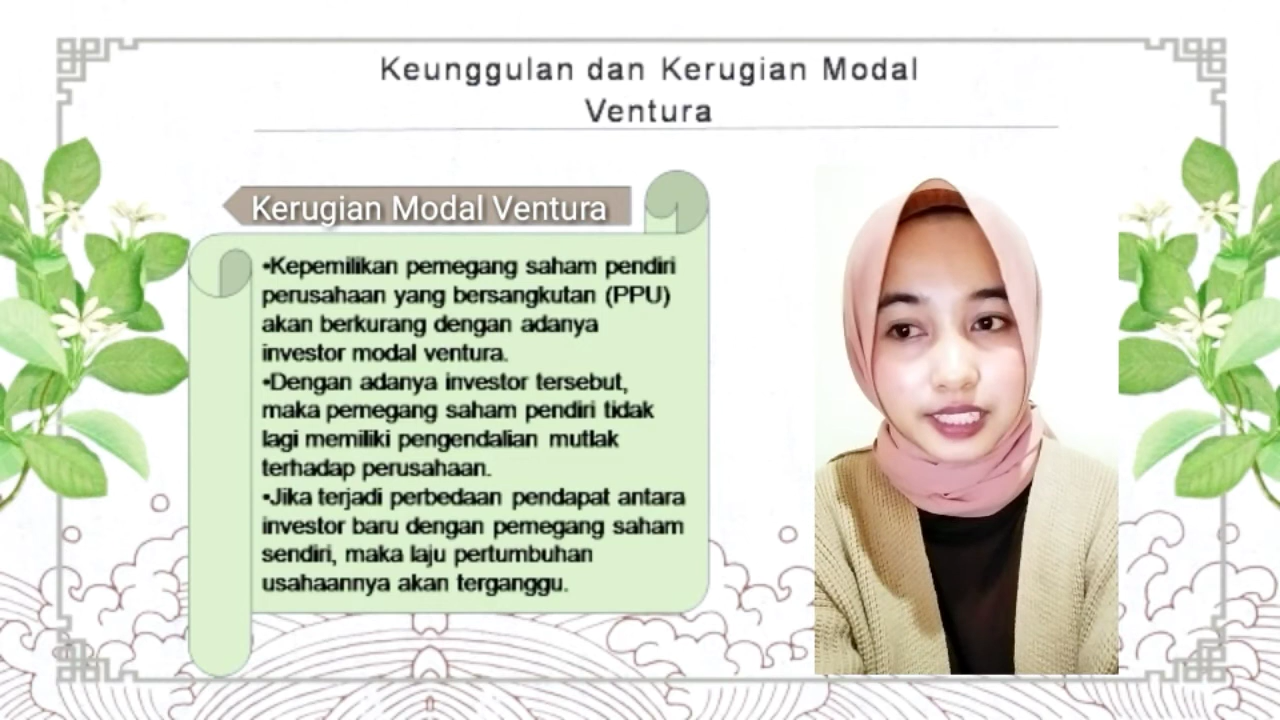 Keunggulan dan Kerugian Modal
Ventura
Kerugian Modal Ventura
•Kepemilikan pemegang saham pendiri
perusahaan yang bersangkutan (PPU)
akan berkurang dengan adanya
investor modal ventura.
•Dengan adanya investor tersebut,
maka pemegang saham pendiri tidak
lagi memiliki pengendalian mutlak
terhadap perusahaan.
•Jika terjadi perbedaan pendapat antara
investor baru dengan pemegang saham
sendiri, maka laju pertumbuhan
usahaannya akan terganggu.